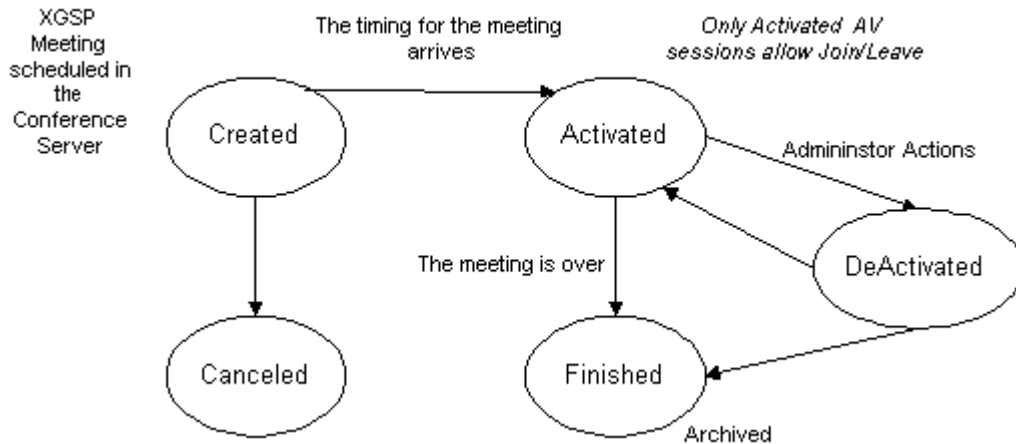 XGSP
Meeting
scheduled in
the
Conference
Server
The timing for the meeting
arrives
Only Activated AV
sessions allow Join/Leave
Created
Activated
Admininstor Actions
DeActivated
The meeting is over
Canceled
Finished
Archived